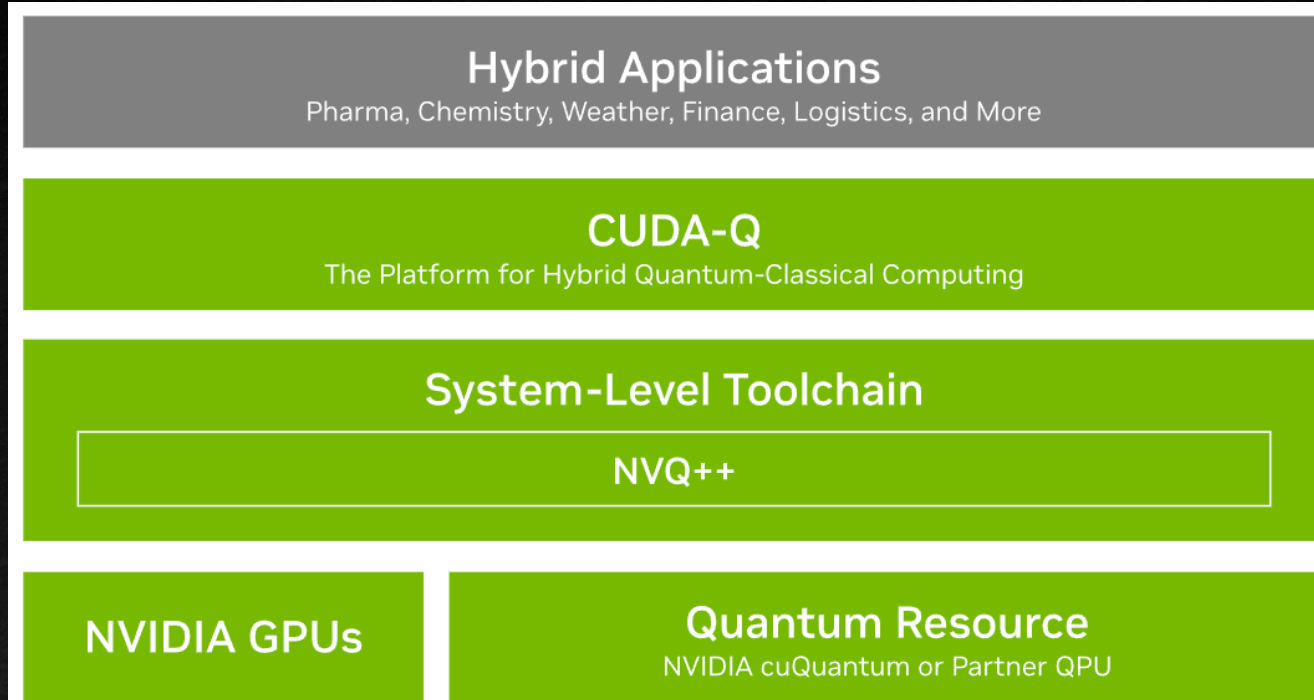 Hybrid Applications
Pharma, Chemistry, Weather, Finance, Logistics, and More
CUDA-Q
The Platform for Hybrid Quantum-Classical Computing
System-Level Toolchain
NVQ++
NVIDIA GPUs
Quantum Resource
NVIDIA cuQuantum or Partner QPU